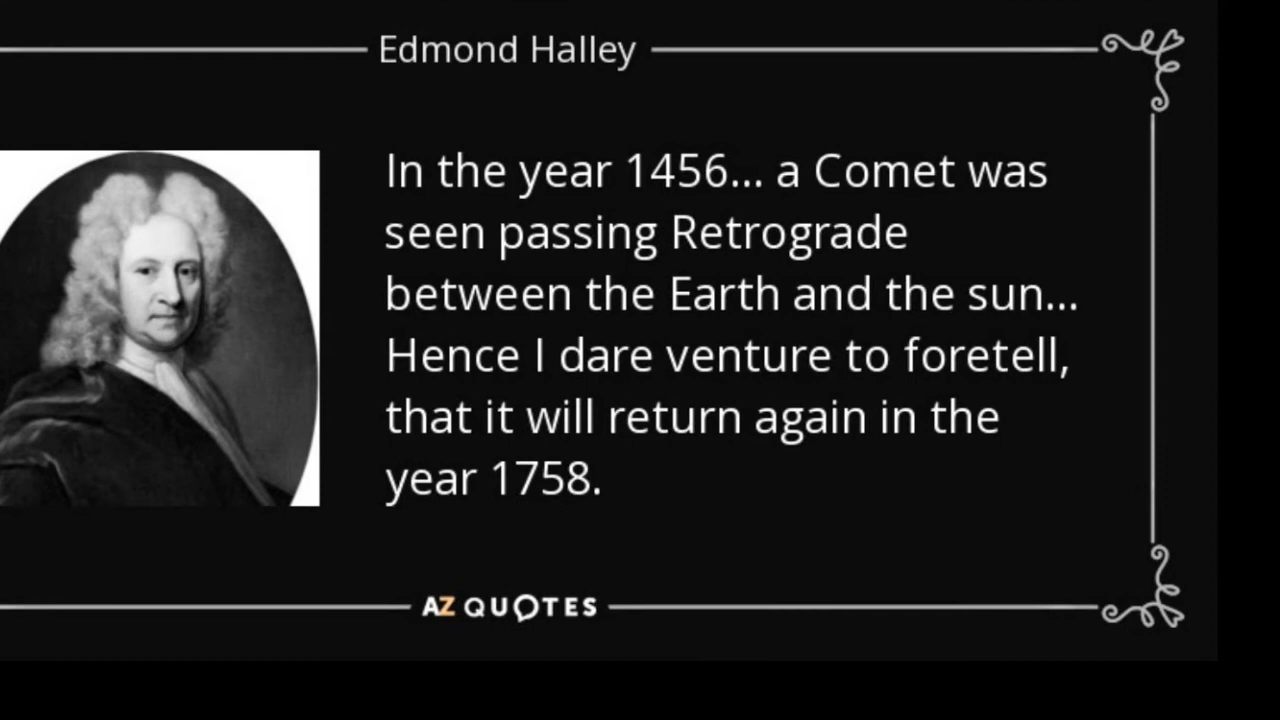 Edmond Halley
In the year 1456... a Comet was
seen passing Retrograde
between the Earth and the sun...
Hence I dare venture to foretell,
that it will return again in the
year 1758.
AZ QUOTES